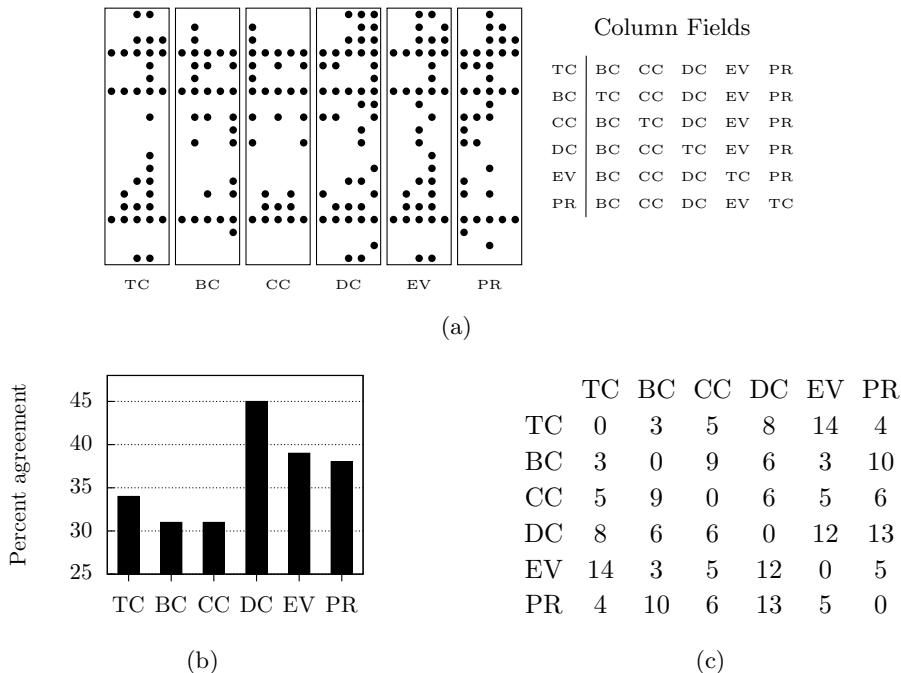 Column Fields
TC BC CC DC EV PR
BC TC CC DC EV PR
CC BC TC DC EV PR
DC BC CC TC EV PR
EV BC CC DC TC PR
PR BC CC DC EV TC
TC BC CC DC EV PR
(a)
Percent agreement
45
40
35
30
25
TC BC CC DC EV PR
(b)
TC BC CC DC EV PR
TC 0 3 5 8 14 4
BC 3 0 9 6 3 10
CC 5 9 0 6 5 6
DC 8 6 6 0 12 13
EV 14 3 5 12 0 5
PR 4 10 6 13 5 0
(c)